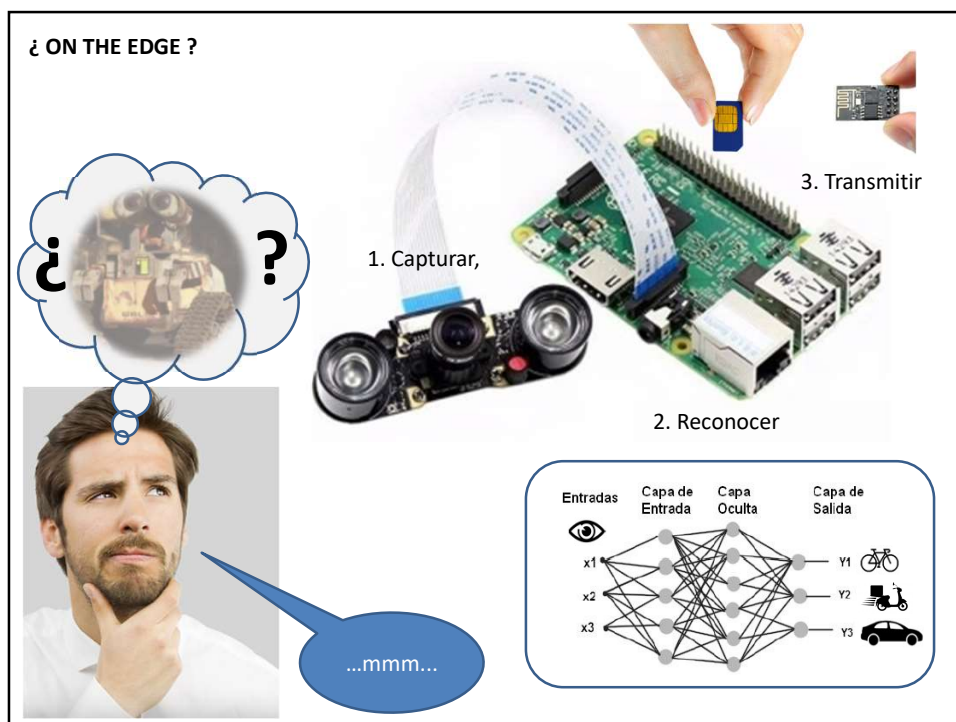 ¿ ON THE EDGE ?
3. Transmitir
1. Capturar,
¿ ?
2. Reconocer
Entradas
Capa de
Entrada
Capa
Oculta
Capa de
Salida
x1
x2
x3
Y1
Y2
Y3
...mmm...